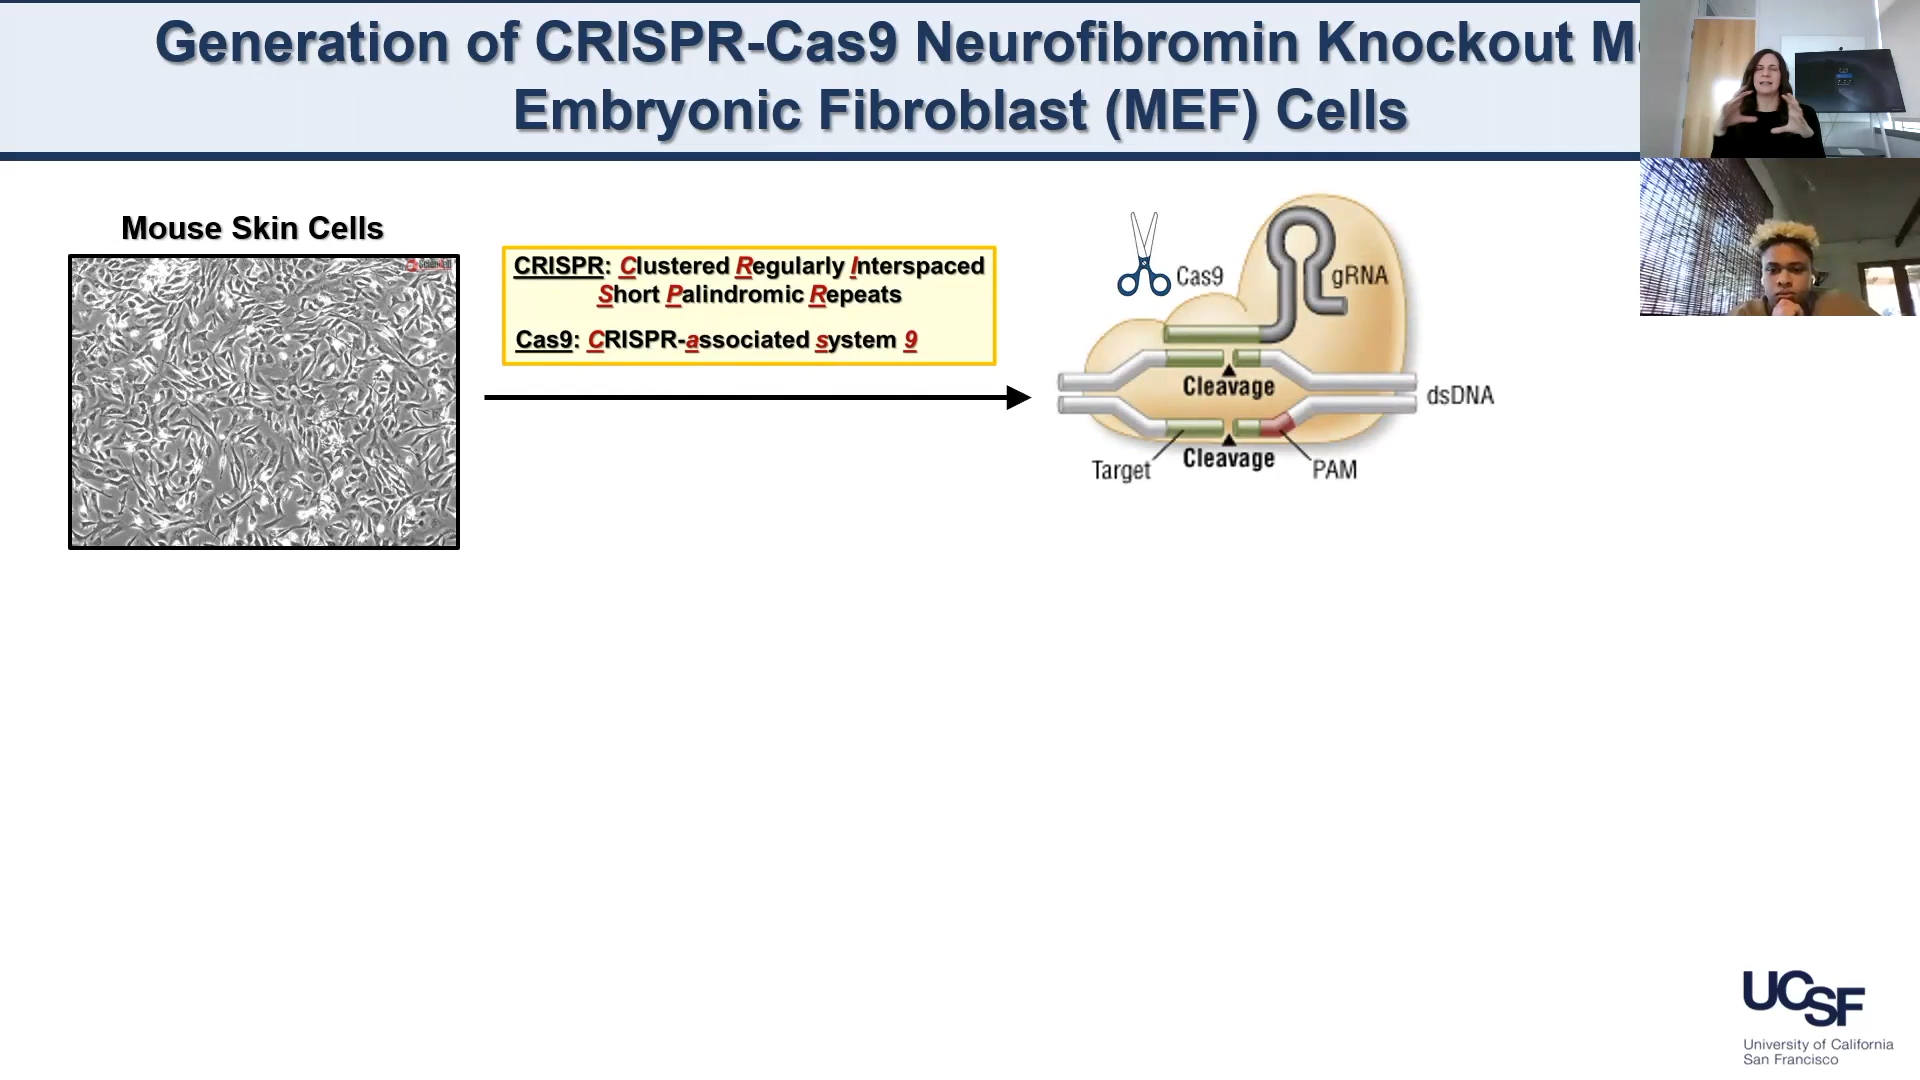 Generation of CRISPR-Cas9 Neurofibromin Knockout M
Embryonic Fibroblast (MEF) Cells
Mouse Skin Cells
CRISPR: Clustered Regularly Interspaced
Short Palindromic Repeats
Cas9: CRISPR-associated system 9
Cas9
gRNA
Cleavage
dsDNA
Cleavage
Target
PAM
UCSF
University of California
San Francisco